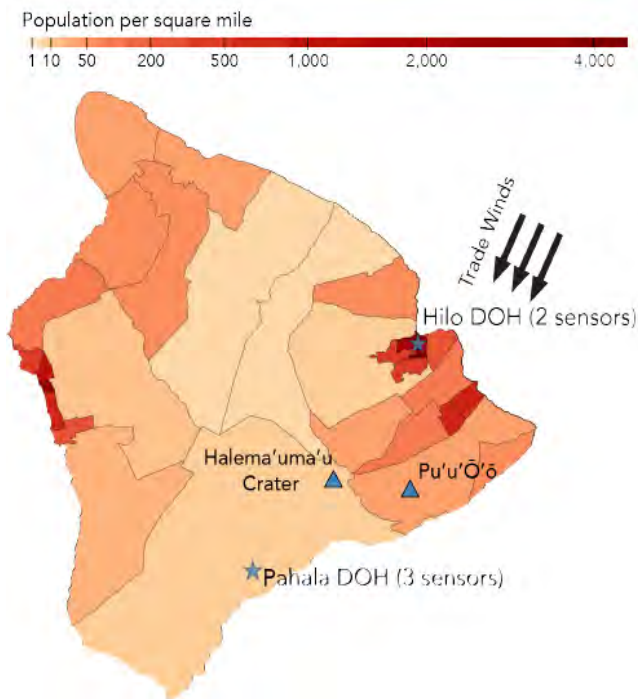 Population per square mile
1 10 50 200 500 1,000 2,000 4,000
Trade Winds
Hilo DOH (2 sensors)
Halema'uma'u
Crater
Pu'u'Ō'ō
Pahala DOH (3 sensors)